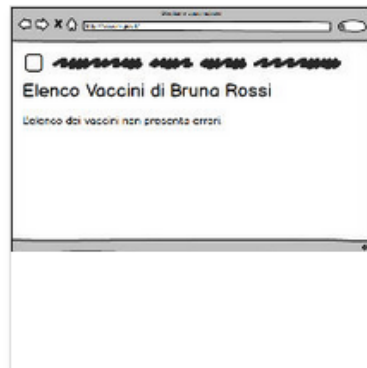 Elenco Vaccini di Bruna Rossi
L'elenco dei vaccini non presenta errori